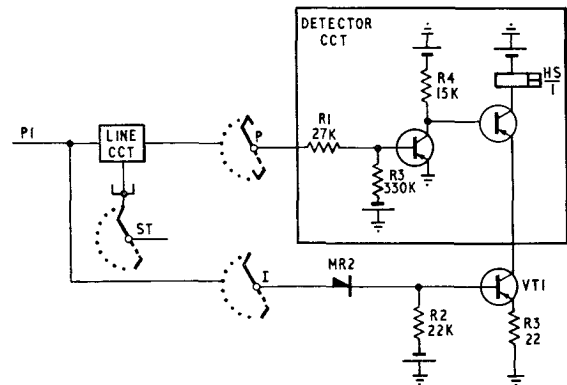 DETECTOR
CCT
R4
15K
HS
1
R1
27K
P1
LINE
CCT
P
R3
330K
ST
I
MR2
VT1
R2
22K
R3
22